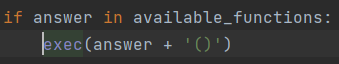 if answer in available_functions:
    exec(answer + '()')